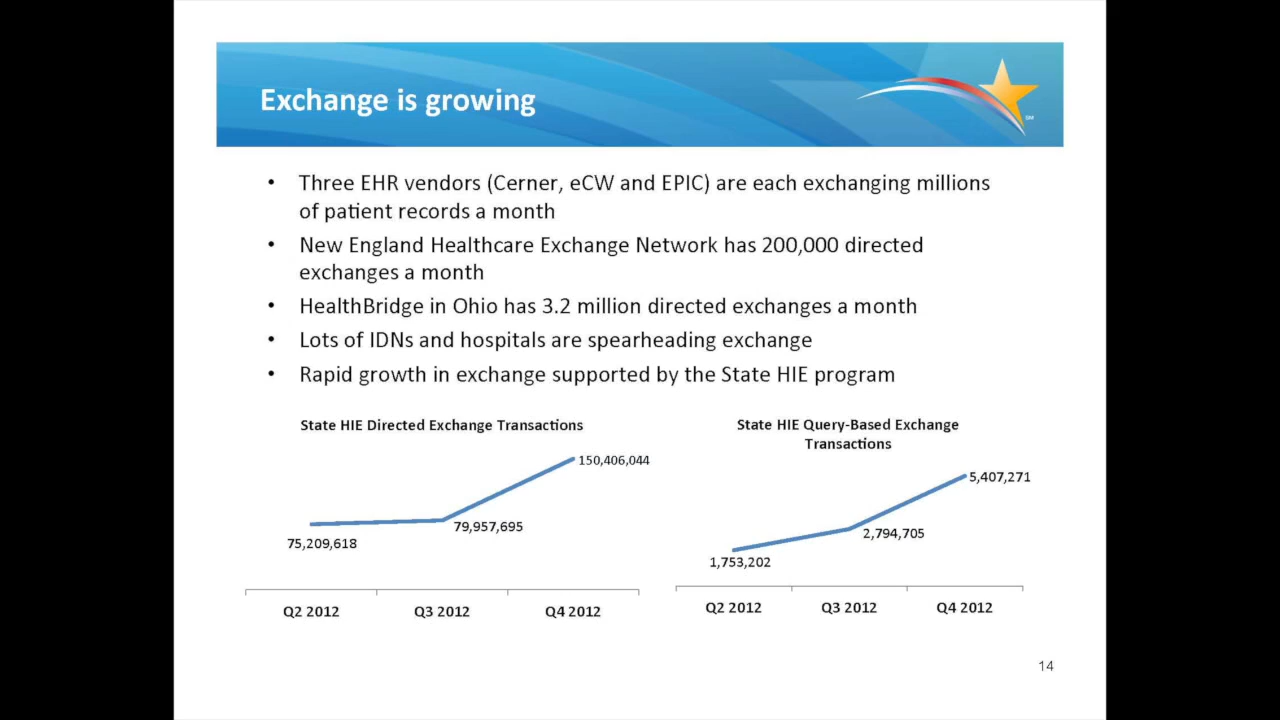 Exchange is growing
SM
• Three EHR vendors (Cerner, eCW and EPIC) are each exchanging millions
of patient records a month
• New England Healthcare Exchange Network has 200,000 directed
exchanges a month
• HealthBridge in Ohio has 3.2 million directed exchanges a month
• Lots of IDNs and hospitals are spearheading exchange
• Rapid growth in exchange supported by the State HIE program
State HIE Directed Exchange Transactions
150,406,044
79,957,695
75,209,618
Q2 2012 Q3 2012 Q4 2012
State HIE Query-Based Exchange
Transactions
5,407,271
2,794,705
1,753,202
Q2 2012 Q3 2012 Q4 2012
14